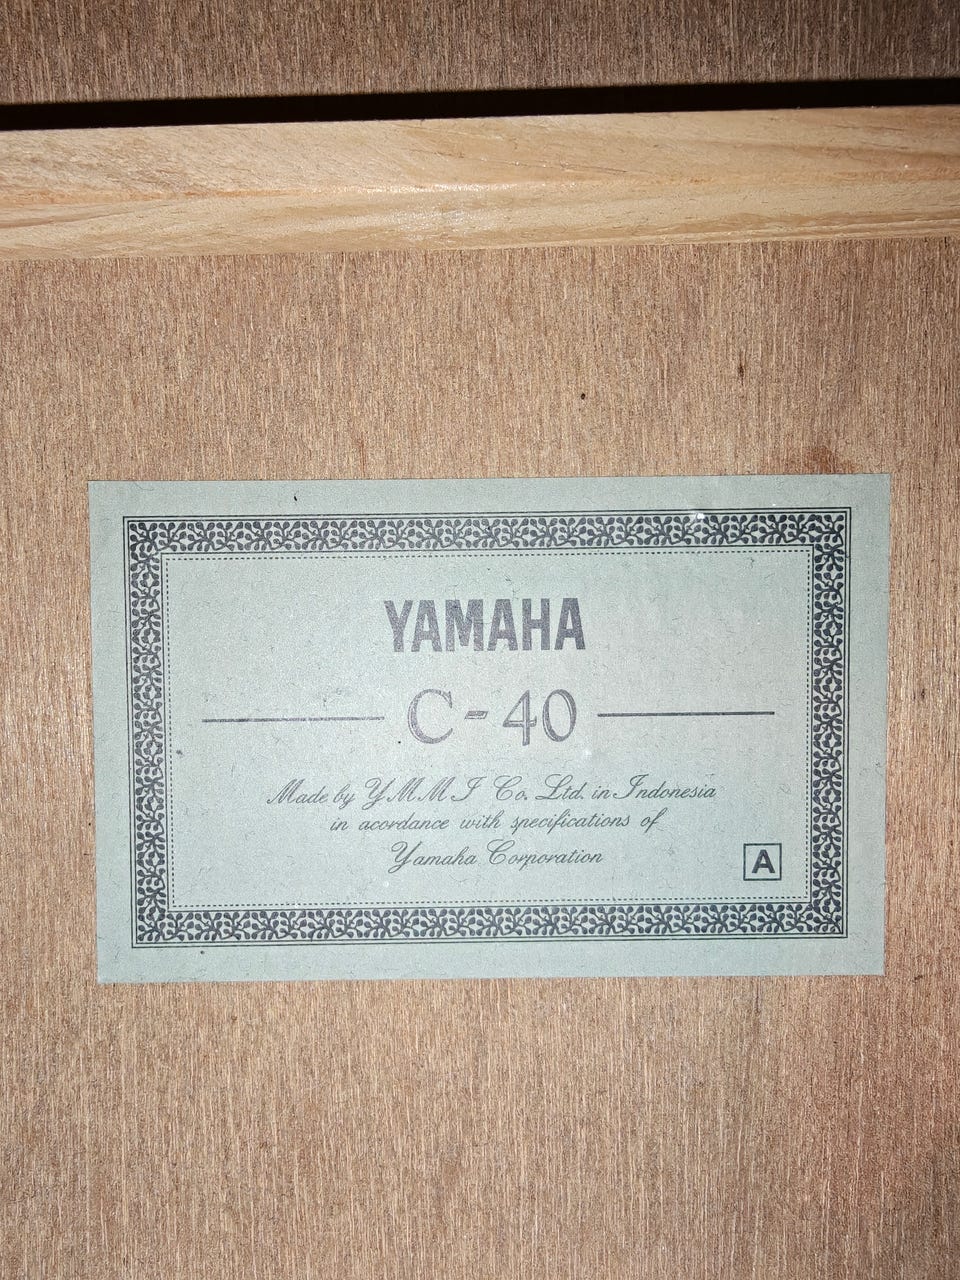 YAMAHA
C-40
Made by YMMI Co. Ltd. in Indonesia
in acordance with specifications of
Yamaha Corporation
A